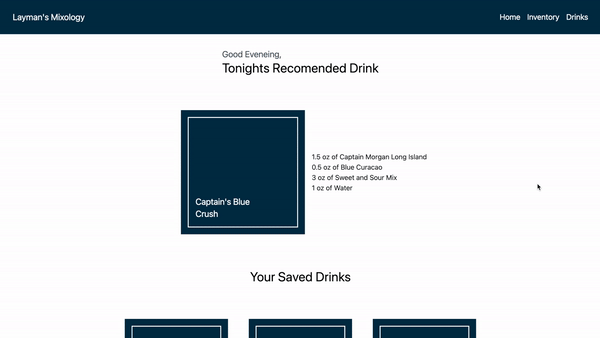 Layman's Mixology
Home Inventory Drinks
Good Eveneing,
Tonights Recomended Drink
Captain's Blue
Crush
1.5 oz of Captain Morgan Long Island
0.5 oz of Blue Curacao
3 oz of Sweet and Sour Mix
1 oz of Water
Your Saved Drinks